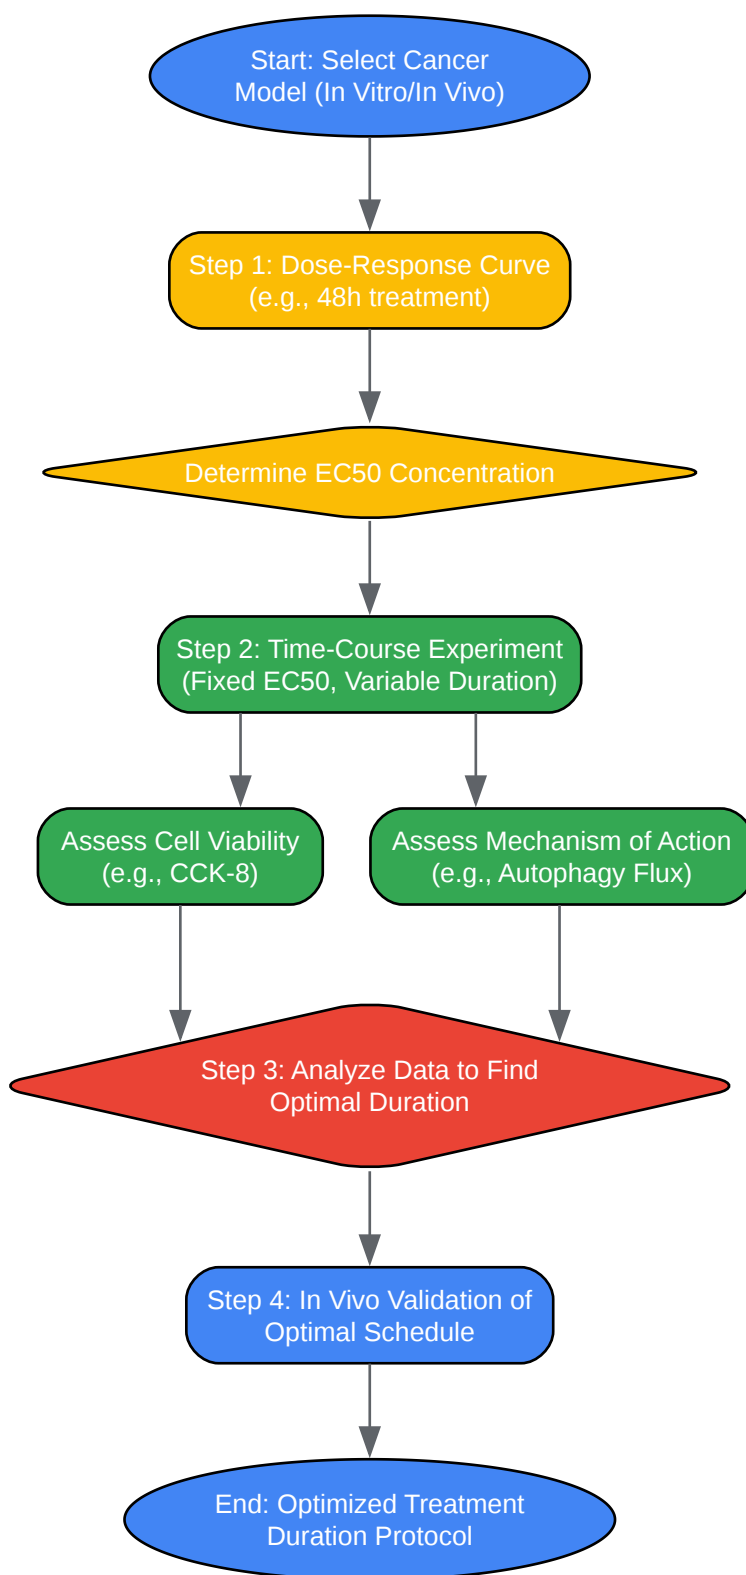 Start: Select Cancer
Model (In Vitro/In Vivo)
Step 1: Dose-Response Curve
(e.g., 48h treatment)
Determine EC50 Concentration
Step 2: Time-Course Experiment
(Fixed EC50, Variable Duration)
Assess Cell Viability
(e.g., CCK-8)
Assess Mechanism of Action
(e.g., Autophagy Flux)
Step 3: Analyze Data to Find
Optimal Duration
Step 4: In Vivo Validation of
Optimal Schedule
End: Optimized Treatment
Duration Protocol